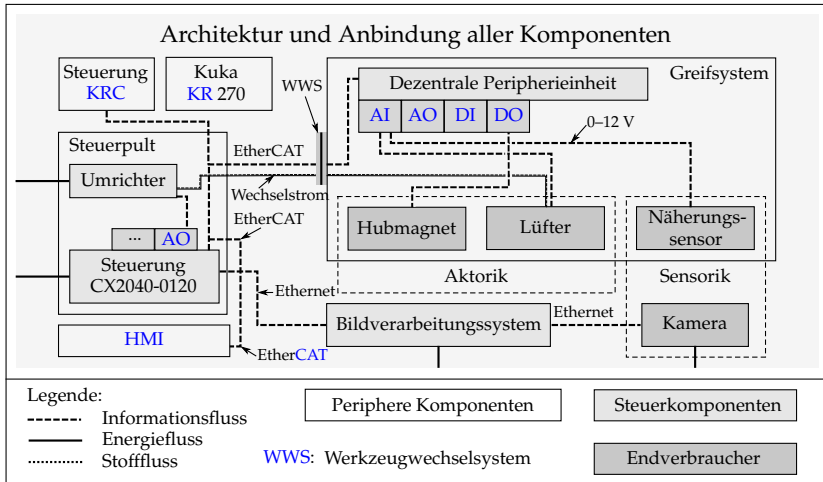 Architektur und Anbindung aller Komponenten
Steuerung
KRC
Kuka
KR 270
WWS
Greifsystem
Dezentrale Peripherieinheit
AI
AO
DI
DO
0–12 V
Steuerpult
EtherCAT
Umrichter
Wechselstrom
EtherCAT
...
AO
Steuerung
CX2040-0120
Hubmagnet
Lüfter
Näherungs-
sensor
Aktorik
Sensorik
Ethernet
Bildverarbeitungssystem
Ethernet
Kamera
HMI
EtherCAT
Legende:
Informationsfluss
Energiefluss
Stofffluss
Periphere Komponenten
Steuerkomponenten
WWS: Werkzeugwechselsystem
Endverbraucher